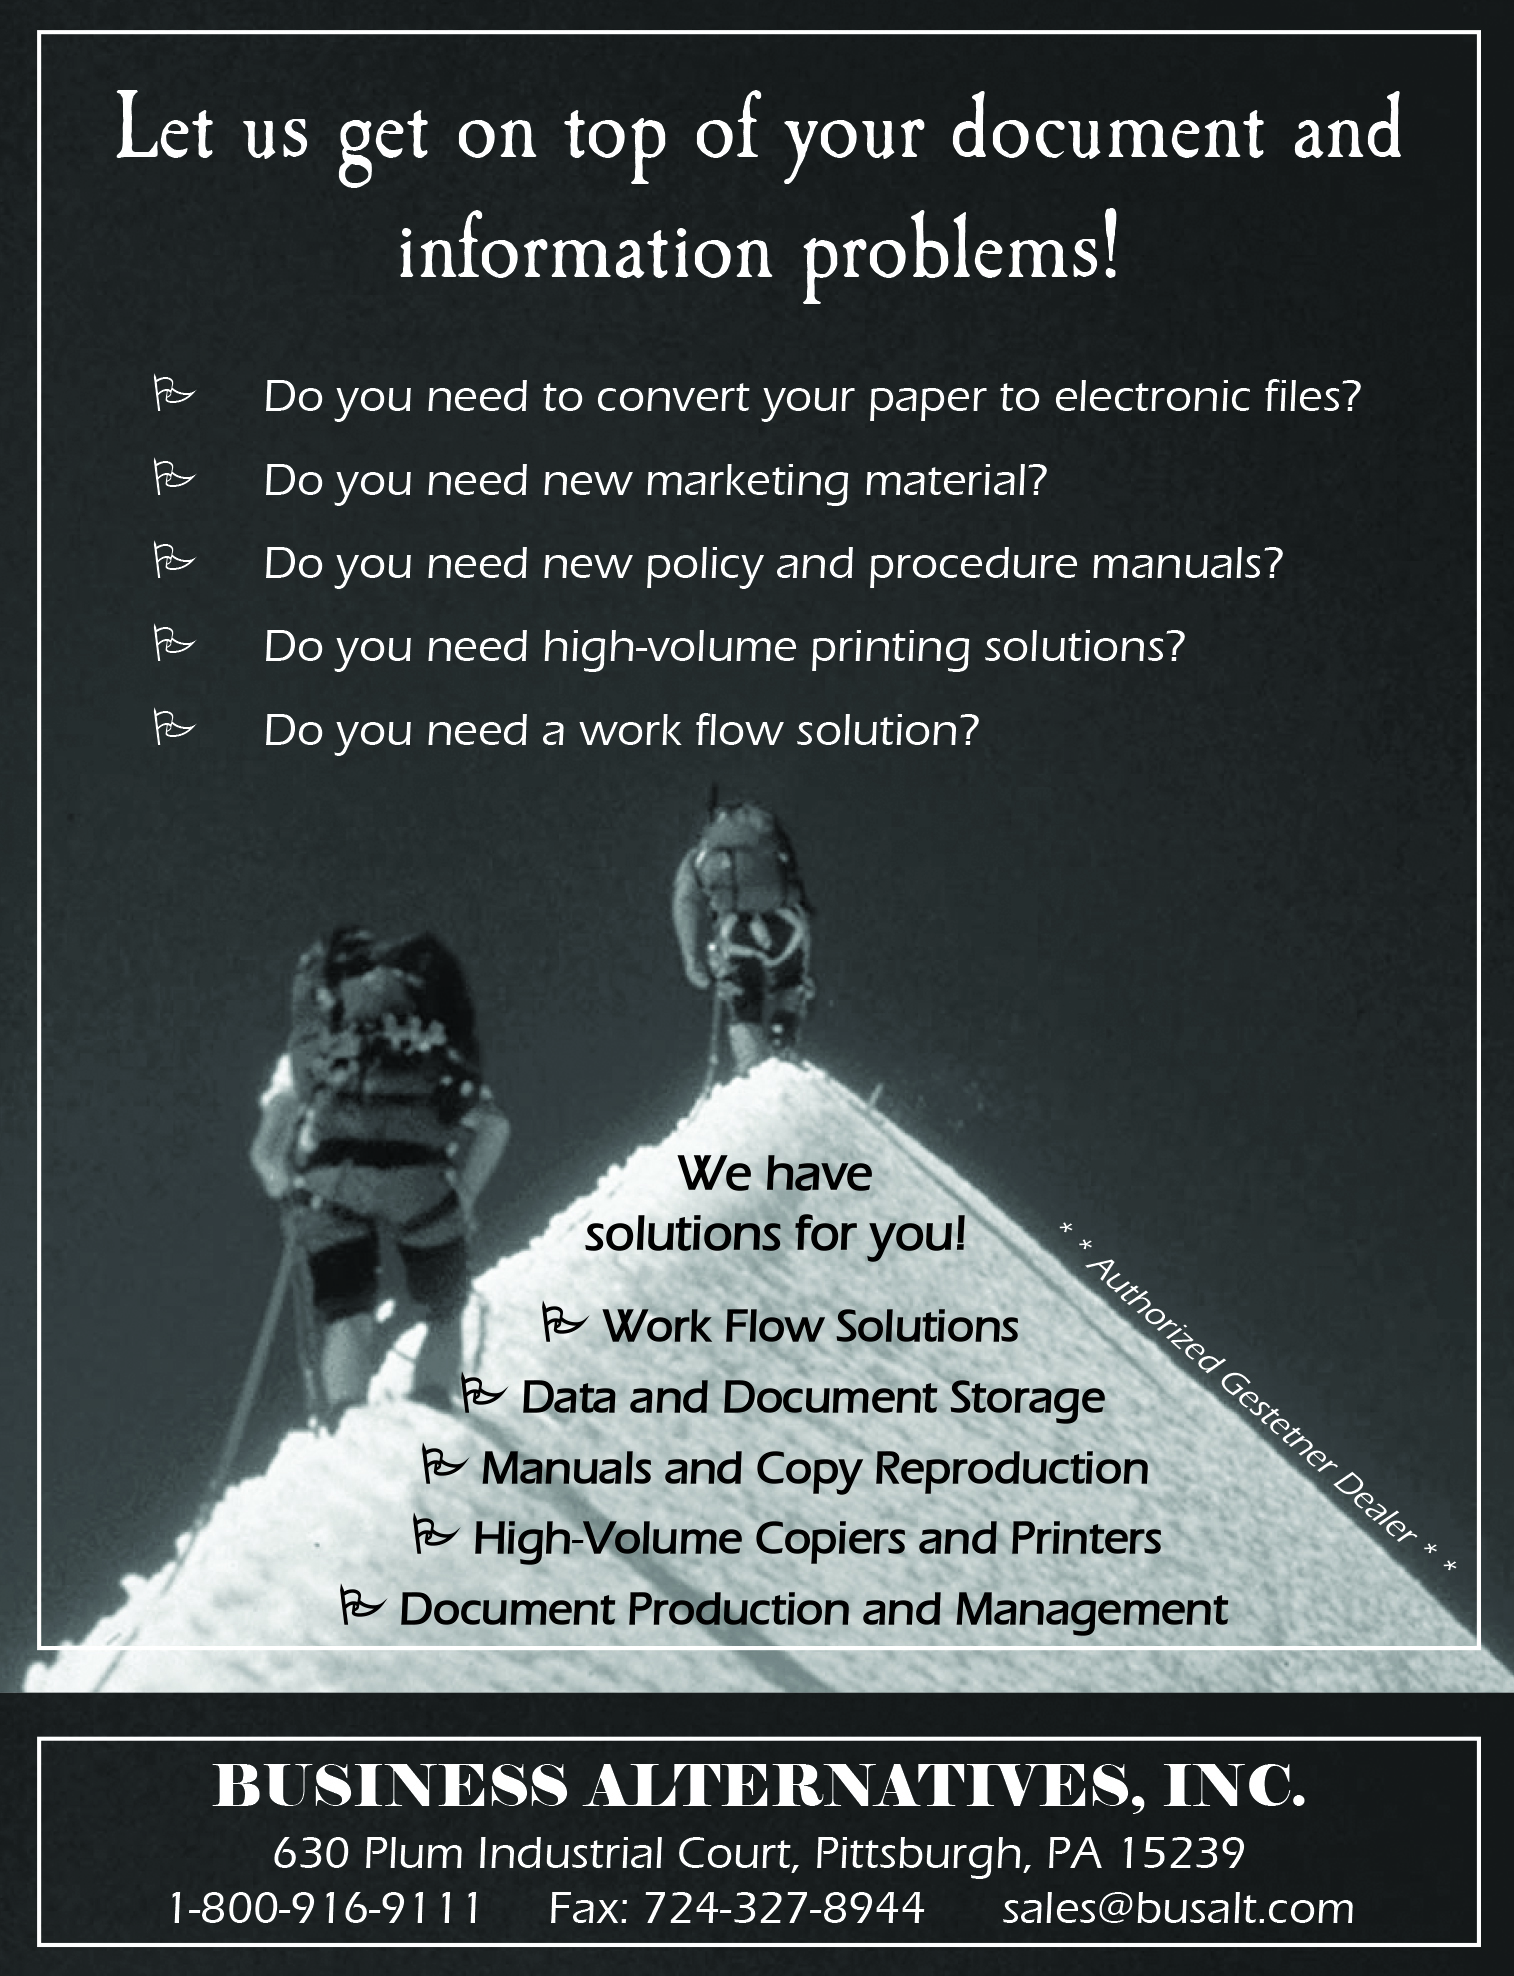 Let us get on top of your document and
information problems!
Do you need to convert your paper to electronic files?
Do you need new marketing material?
Do you need new policy and procedure manuals?
Do you need high-volume printing solutions?
Do you need a work flow solution?
We have
solutions for you!
Work Flow Solutions
Data and Document Storage
Manuals and Copy Reproduction
High-Volume Copiers and Printers
Document Production and Management
* * Authorized Gestetner Dealer * *
BUSINESS ALTERNATIVES, INC.
630 Plum Industrial Court, Pittsburgh, PA 15239
1-800-916-9111 Fax: 724-327-8944 sales@busalt.com